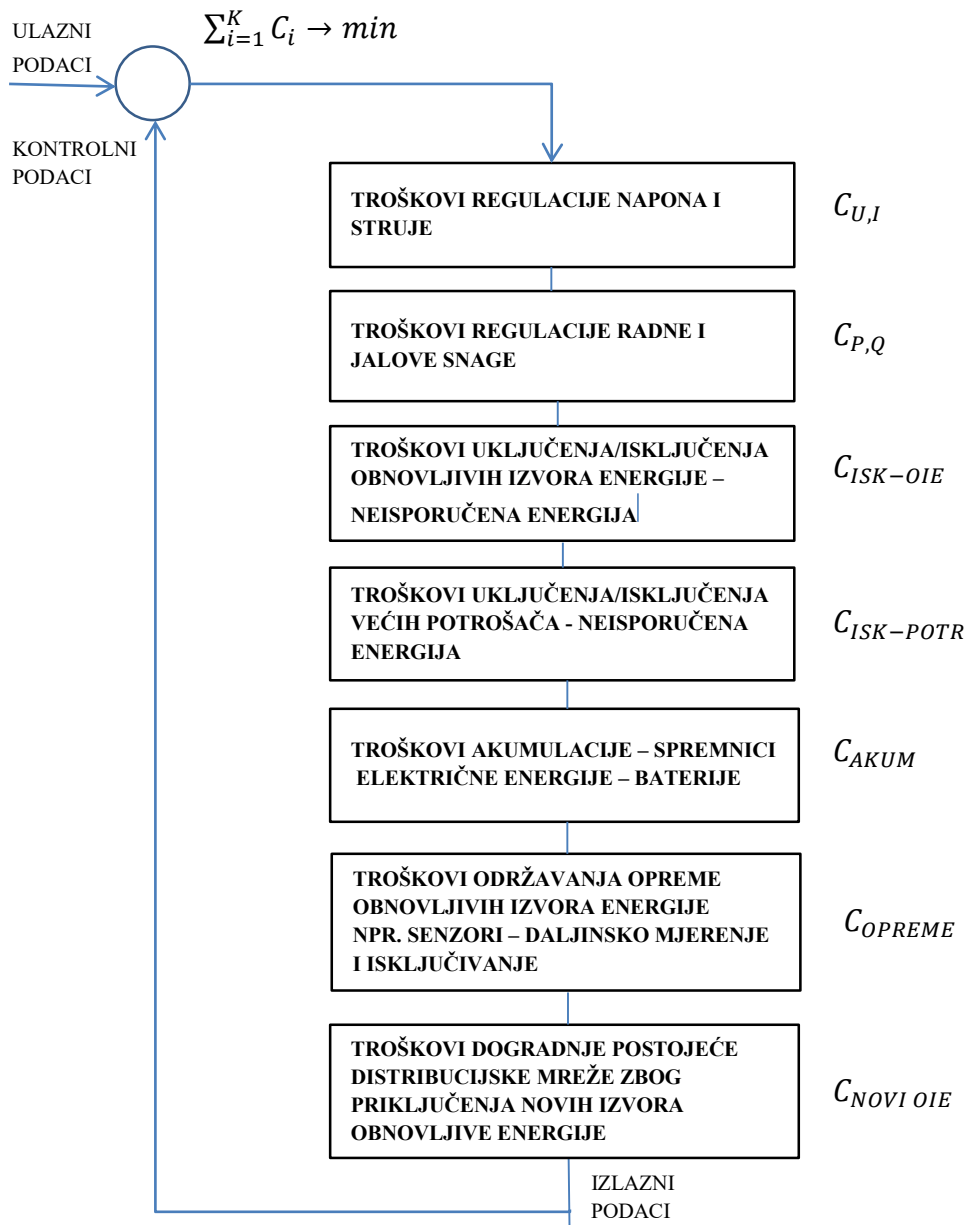 ULAZNI
PODACI
∑_{i=1}^{K} C_i → min
KONTROLNI
PODACI
TROŠKOVI REGULACIJE NAPONA I
STRUJE
C_{U,I}
TROŠKOVI REGULACIJE RADNE I
JALOVE SNAGE
C_{P,Q}
TROŠKOVI UKLJUČENJA/ISKLJUČENJA
OBNOVLJIVIH IZVORA ENERGIJE –
NEISPORUČENA ENERGIJA
C_{ISK−OIE}
TROŠKOVI UKLJUČENJA/ISKLJUČENJA
VEĆIH POTROŠAČA - NEISPORUČENA
ENERGIJA
C_{ISK−POTR}
TROŠKOVI AKUMULACIJE – SPREMNICI
ELEKTRIČNE ENERGIJE – BATERIJE
C_{AKUM}
TROŠKOVI ODRŽAVANJA OPREME
OBNOVLJIVIH IZVORA ENERGIJE
NPR. SENZORI – DALJINSKO MJERENJE
I ISKLJUČIVANJE
C_{OPREME}
TROŠKOVI DOGRADNJE POSTOJEĆE
DISTRIBUCIJSKE MREŽE ZBOG
PRIKLJUČENJA NOVIH IZVORA
OBNOVLJIVE ENERGIJE
C_{NOVI OIE}
IZLAZNI
PODACI